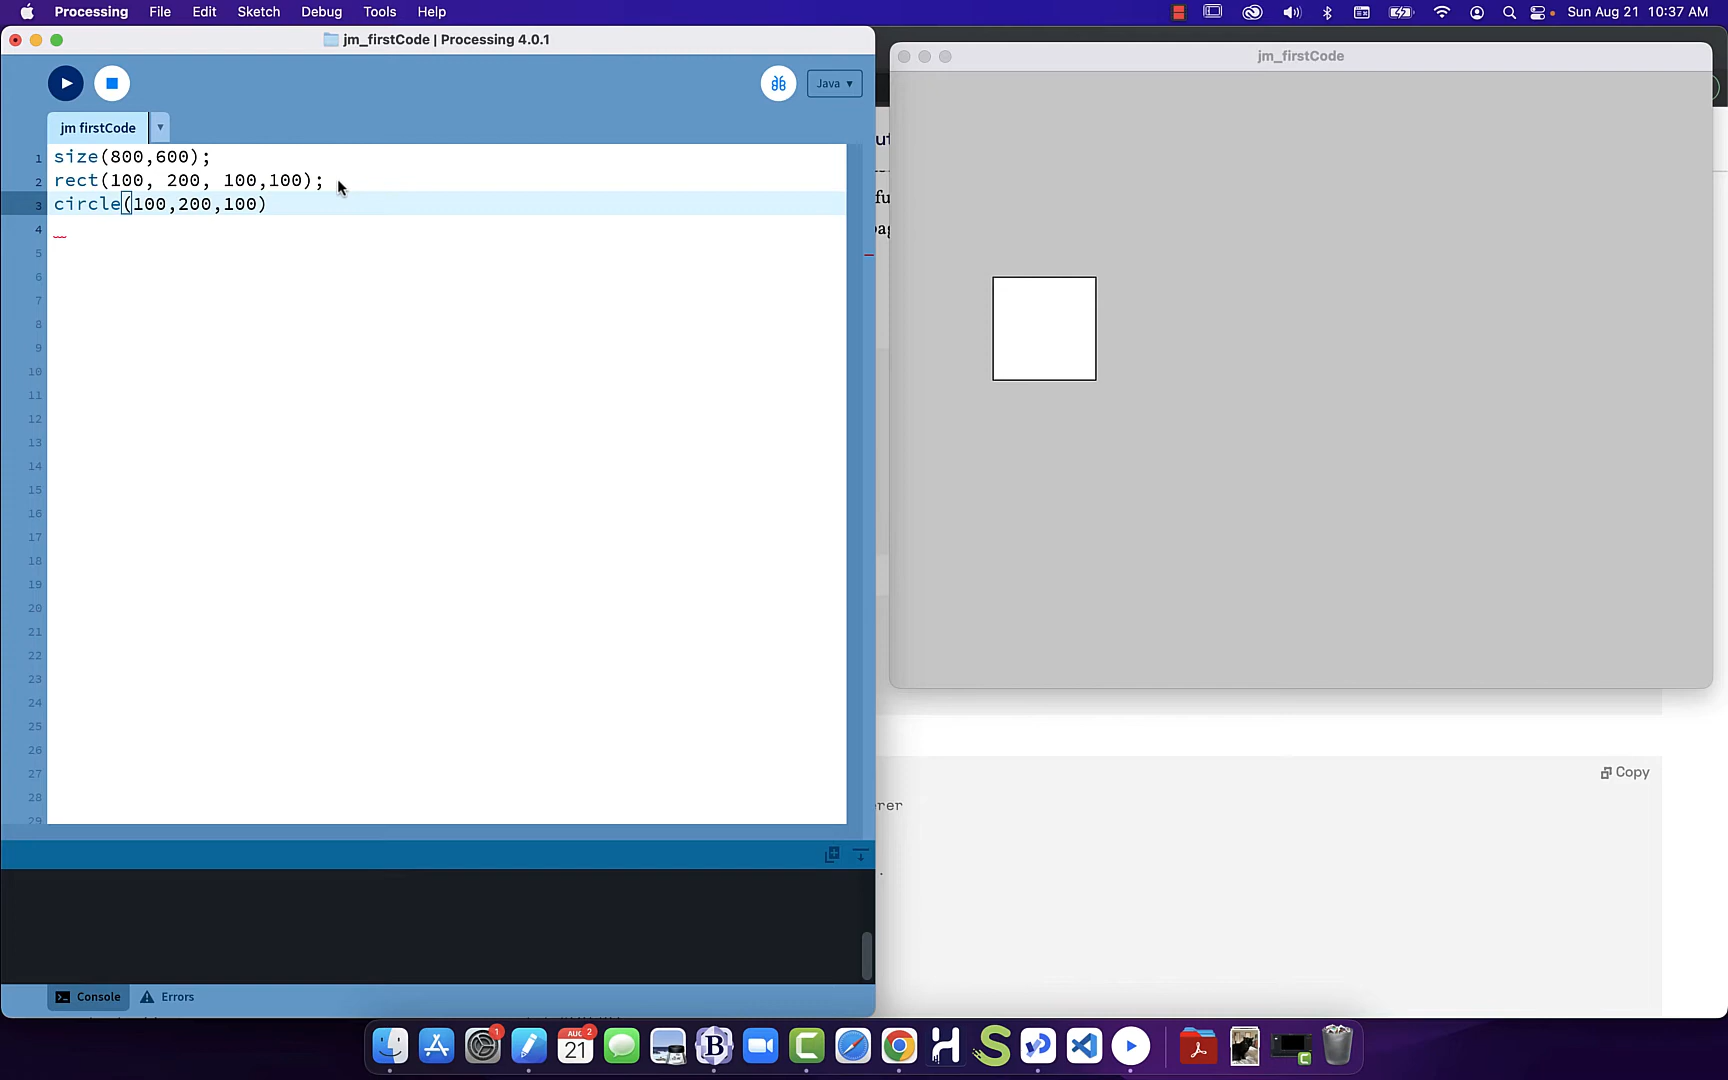 Processing File Edit Sketch Debug Tools Help Sun Aug 21 10:37 AM
jm_firstCode | Processing 4.0.1
jm_firstCode
Java ▾
jm firstCode ▾
1 size(800,600);
2 rect(100, 200, 100,100);
3 circle(100,200,100)
4
5
6
7
8
9
10
11
12
13
14
15
16
17
18
19
20
21
22
23
24
25
26
27
28
29
Copy
rer
Console Errors
1
AUG 2
21
B
H
S